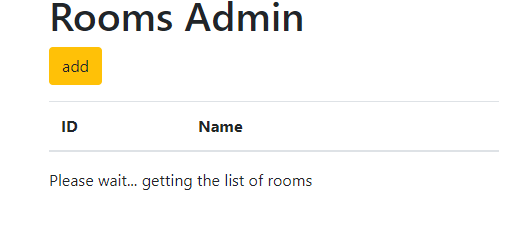 Rooms Admin
add
ID Name
Please wait... getting the list of rooms